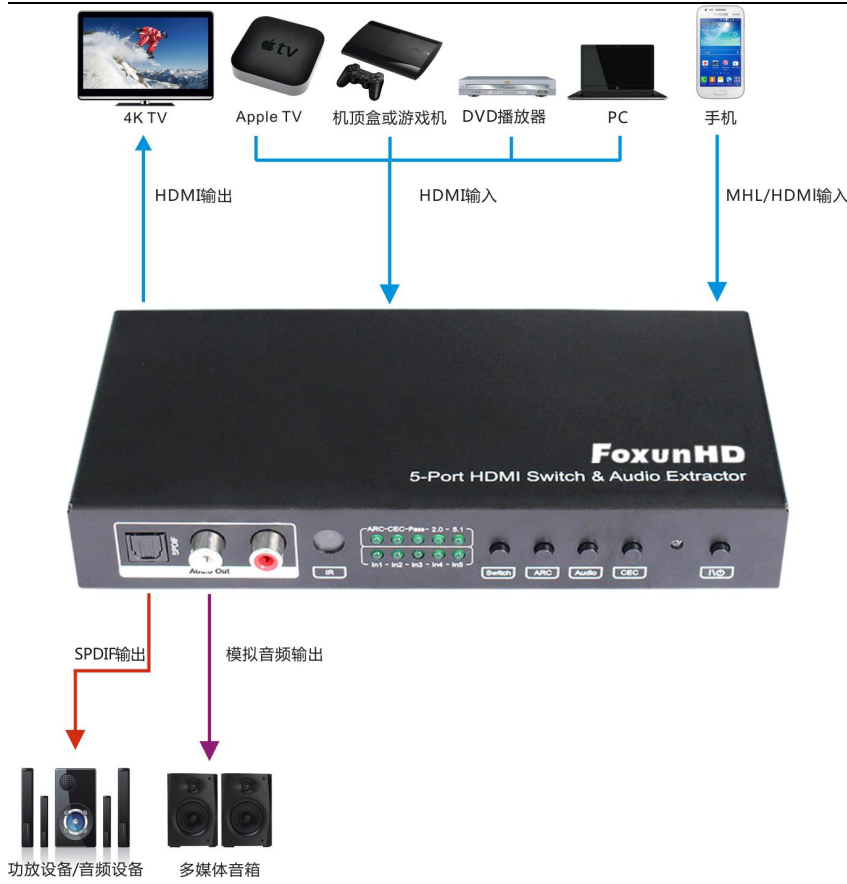 tv
4K TV
Apple TV
机顶盒或游戏机
DVD播放器
PC
手机
HDMI输出
HDMI输入
MHL/HDMI输入
FoxunHD
5-Port HDMI Switch & Audio Extractor
ARC-CEC-Pass- 2.0 - 5.1
SPDIF
Audio Out
IR
In1 - In2 - In3 - In4 - In5
Switch
ARC
Audio
CEC
SPDIF输出
模拟音频输出
功放设备/音频设备
多媒体音箱